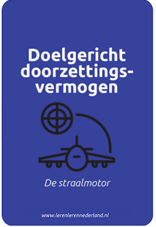 Doelgericht
doorzettings-
vermogen
De straalmotor
www.lerenlerennederland.nl